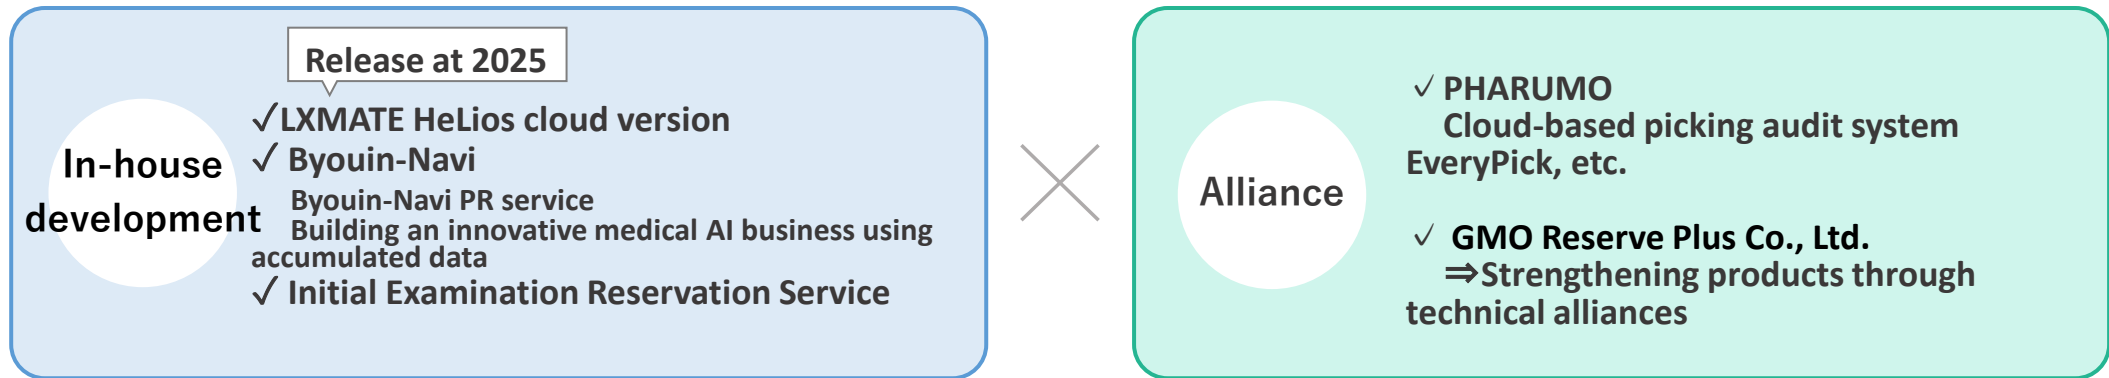 Release at 2025
In-house
development
✓LXMATE HeLios cloud version
✓ Byouin-Navi
Byouin-Navi PR service
Building an innovative medical AI business using
accumulated data
✓ Initial Examination Reservation Service
Alliance
✓ PHARUMO
Cloud-based picking audit system
EveryPick, etc.
✓ GMO Reserve Plus Co., Ltd.
⇒Strengthening products through
technical alliances